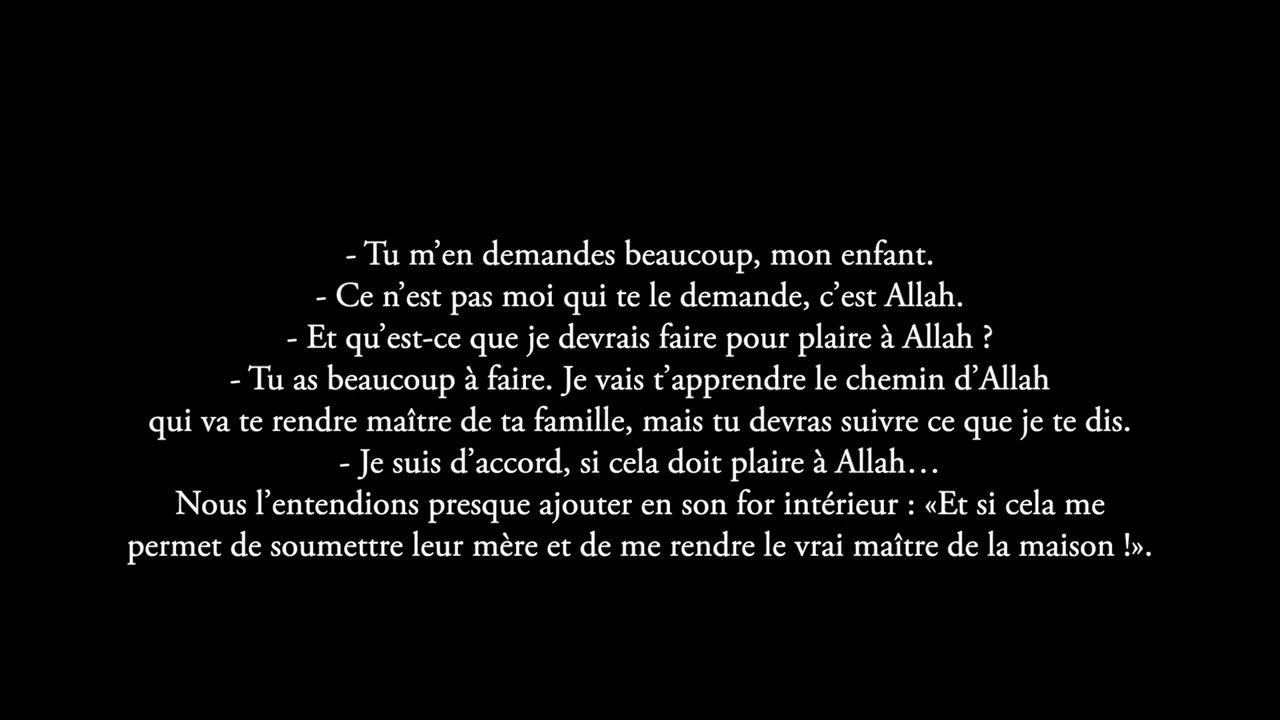 - Tu m’en demandes beaucoup, mon enfant.
- Ce n’est pas moi qui te le demande, c’est Allah.
- Et qu’est-ce que je devrais faire pour plaire à Allah ?
- Tu as beaucoup à faire. Je vais t’apprendre le chemin d’Allah
qui va te rendre maître de ta famille, mais tu devras suivre ce que je te dis.
- Je suis d’accord, si cela doit plaire à Allah…
Nous l’entendions presque ajouter en son for intérieur : «Et si cela me
permet de soumettre leur mère et de me rendre le vrai maître de la maison !».